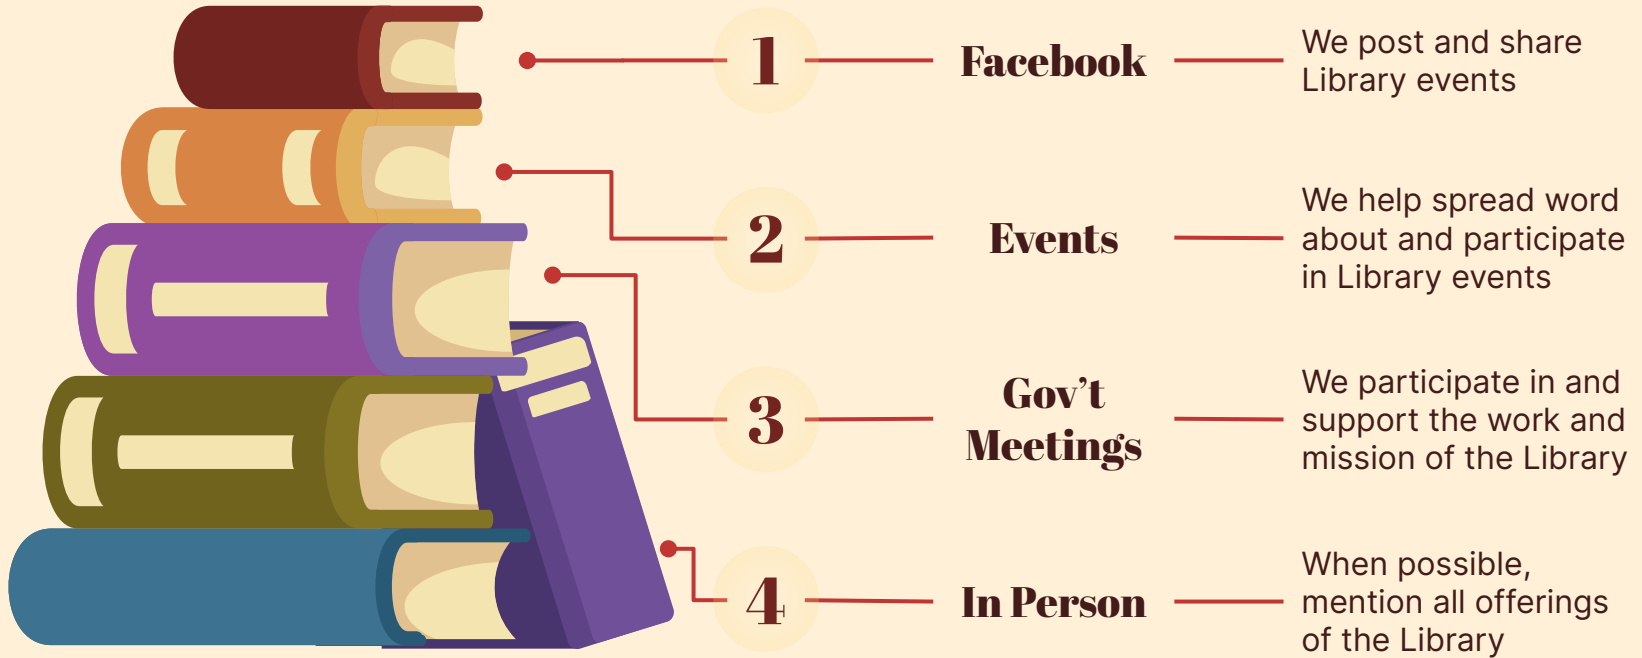 1
Facebook
We post and share
Library events
2
Events
We help spread word
about and participate
in Library events
3
Gov’t
Meetings
We participate in and
support the work and
mission of the Library
4
In Person
When possible,
mention all offerings
of the Library